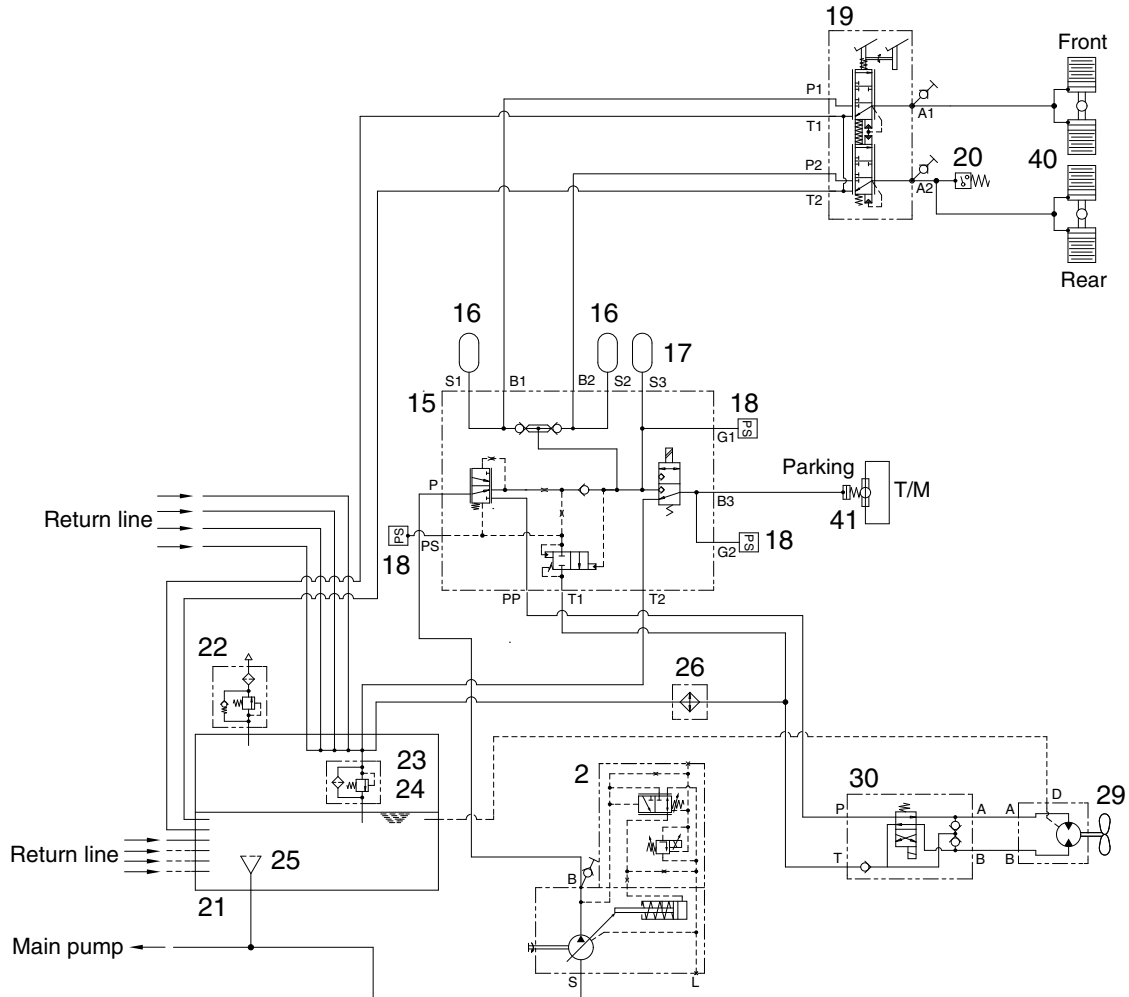 19
Front
P1
A1
T1
20
40
P2
A2
T2
Rear
16
16
17
S1
B1
B2
S2
S3
15
18
PS
G1
Parking
P
T/M
B3
Return line
41
PS
18
PS
PS
18
G2
PP
T1
T2
22
26
23
24
2
30
D
29
P
A
A
Return line
25
B
T
B
B
21
Main pump
S
L